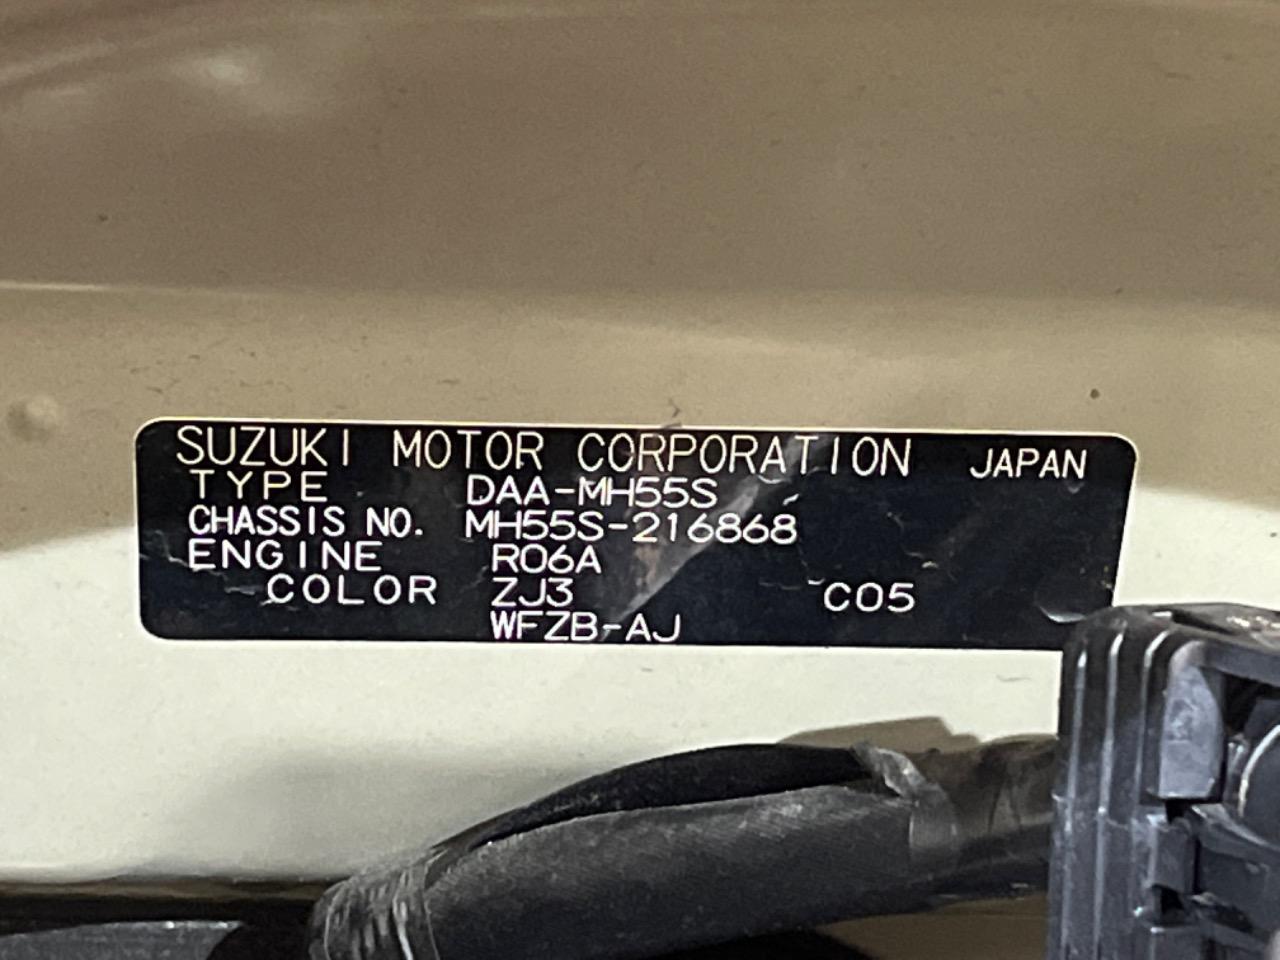 SUZUKI MOTOR CORPORATION JAPAN
TYPE DAA-MH55S
CHASSIS NO. MH55S-216868
ENGINE R06A
COLOR ZJ3 C05
WFZB-AJ